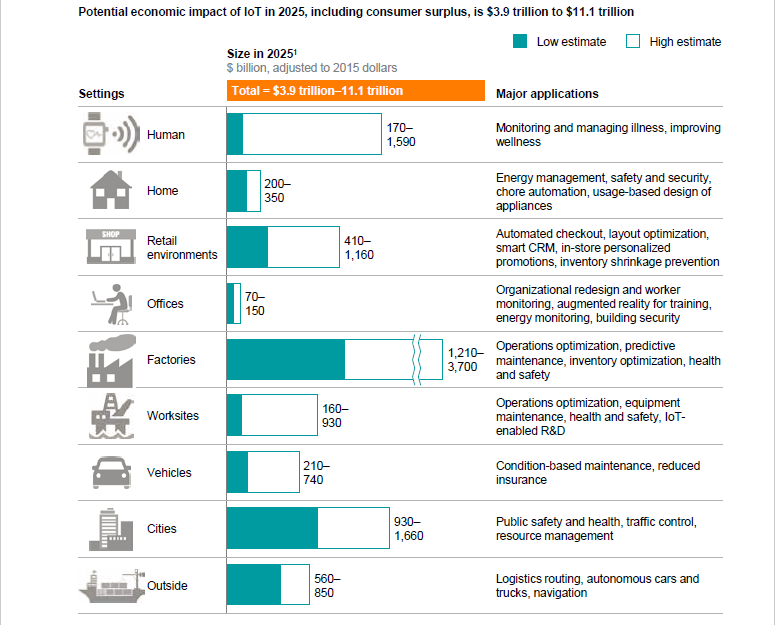 Potential economic impact of IoT in 2025, including consumer surplus, is $3.9 trillion to $11.1 trillion
Low estimate
High estimate
Size in 2025¹
$ billion, adjusted to 2015 dollars
Settings
Total = $3.9 trillion–11.1 trillion
Major applications
Human
170–
1,590
Monitoring and managing illness, improving
wellness
Home
200–
350
Energy management, safety and security,
chore automation, usage-based design of
appliances
SHOP
Retail
environments
410–
1,160
Automated checkout, layout optimization,
smart CRM, in-store personalized
promotions, inventory shrinkage prevention
Offices
70–
150
Organizational redesign and worker
monitoring, augmented reality for training,
energy monitoring, building security
Factories
1,210–
3,700
Operations optimization, predictive
maintenance, inventory optimization, health
and safety
Worksites
160–
930
Operations optimization, equipment
maintenance, health and safety, IoT-
enabled R&D
Vehicles
210–
740
Condition-based maintenance, reduced
insurance
Cities
930–
1,660
Public safety and health, traffic control,
resource management
Outside
560–
850
Logistics routing, autonomous cars and
trucks, navigation